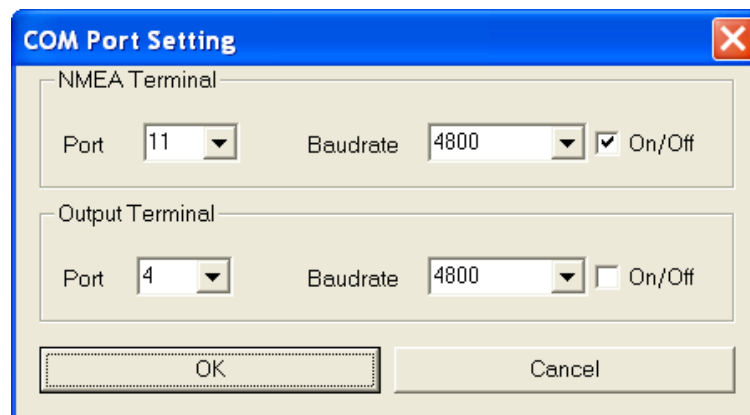 COM Port Setting
NMEA Terminal
Port 11 Baudrate 4800 On/Off
Output Terminal
Port 4 Baudrate 4800 On/Off
OK Cancel